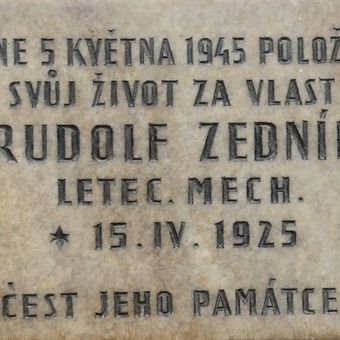 NE 5 KVĚTNA 1945 POLOŽ
SVŮJ ŽIVOT ZA VLAST
RUDOLF ZEDNÍ
LETEC. MECH.
* 15. IV. 1925
ČEST JEHO PAMÁTCE